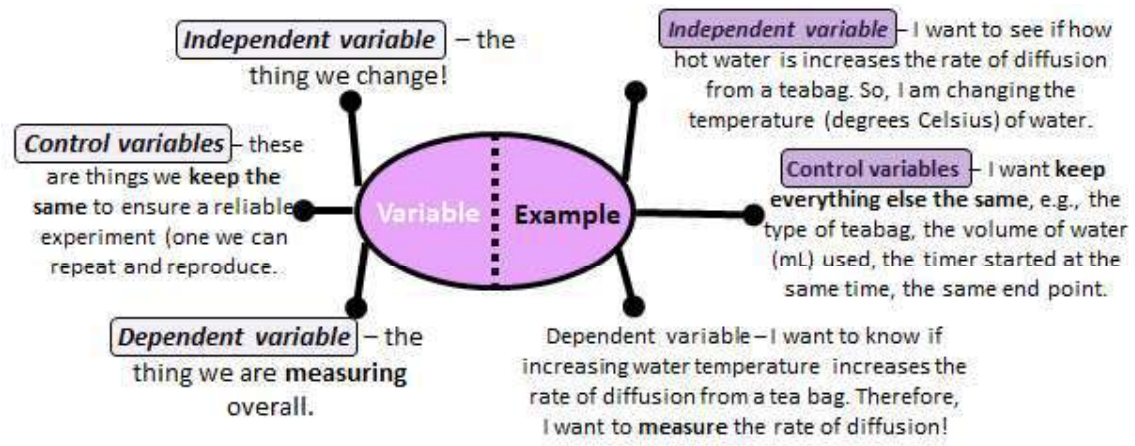 Independent variable – the
thing we change!
Control variables – these
are things we keep the
same to ensure a reliable
experiment (one we can
repeat and reproduce.
Dependent variable – the
thing we are measuring
overall.
Variable
Example
Independent variable – I want to see if how
hot water is increases the rate of diffusion
from a teabag. So, I am changing the
temperature (degrees Celsius) of water.
Control variables – I want keep
everything else the same, e.g., the
type of teabag, the volume of water
(mL) used, the timer started at the
same time, the same end point.
Dependent variable – I want to know if
increasing water temperature increases the
rate of diffusion from a tea bag. Therefore,
I want to measure the rate of diffusion!